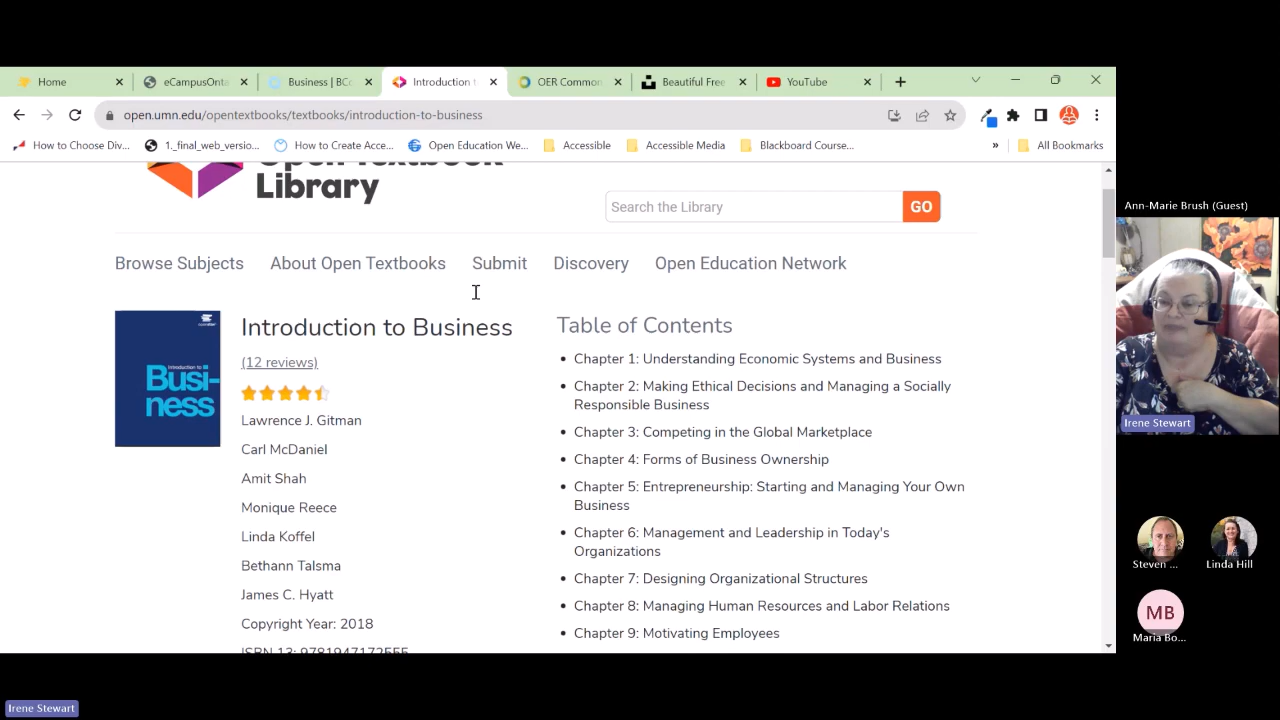 Home
eCampusOnta
Business | BCc
Introduction t
OER Common
Beautiful Free
YouTube
open.umn.edu/opentextbooks/textbooks/introduction-to-business
How to Choose Div...
1._final_web_versio...
How to Create Acce...
Open Education We...
Accessible
Accessible Media
Blackboard Course...
»
All Bookmarks
Open Textbook
Library
Search the Library
GO
Browse Subjects
About Open Textbooks
Submit
Discovery
Open Education Network
Introduction to
Busi-
ness
Introduction to Business
(12 reviews)
Lawrence J. Gitman
Carl McDaniel
Amit Shah
Monique Reece
Linda Koffel
Bethann Talsma
James C. Hyatt
Copyright Year: 2018
ISBN 13: 9781947172555
Table of Contents
Chapter 1: Understanding Economic Systems and Business
Chapter 2: Making Ethical Decisions and Managing a Socially
Responsible Business
Chapter 3: Competing in the Global Marketplace
Chapter 4: Forms of Business Ownership
Chapter 5: Entrepreneurship: Starting and Managing Your Own
Business
Chapter 6: Management and Leadership in Today's
Organizations
Chapter 7: Designing Organizational Structures
Chapter 8: Managing Human Resources and Labor Relations
Chapter 9: Motivating Employees
Ann-Marie Brush (Guest)
Irene Stewart
Steven ...
Linda Hill
MB
Maria Bo...
Irene Stewart